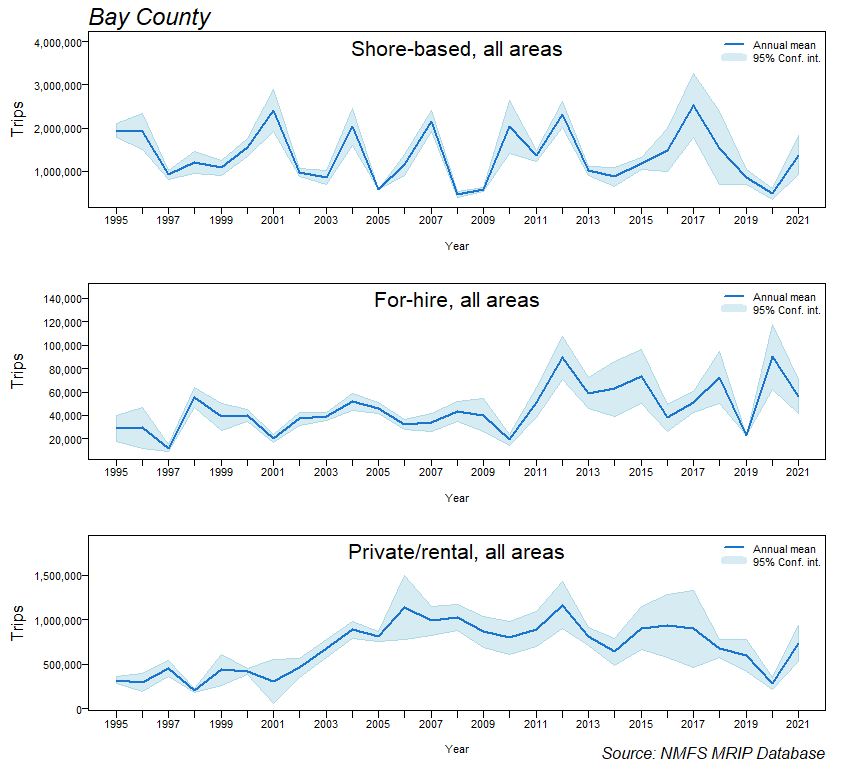 Bay County
Shore-based, all areas
Annual mean
95% Conf. int.
Trips
4,000,000
3,000,000
2,000,000
1,000,000
1995 1997 1999 2001 2003 2005 2007 2009 2011 2013 2015 2017 2019 2021
Year
For-hire, all areas
Annual mean
95% Conf. int.
Trips
140,000
120,000
100,000
80,000
60,000
40,000
20,000
1995 1997 1999 2001 2003 2005 2007 2009 2011 2013 2015 2017 2019 2021
Year
Private/rental, all areas
Annual mean
95% Conf. int.
Trips
1,500,000
1,000,000
500,000
0
1995 1997 1999 2001 2003 2005 2007 2009 2011 2013 2015 2017 2019 2021
Year
Source: NMFS MRIP Database